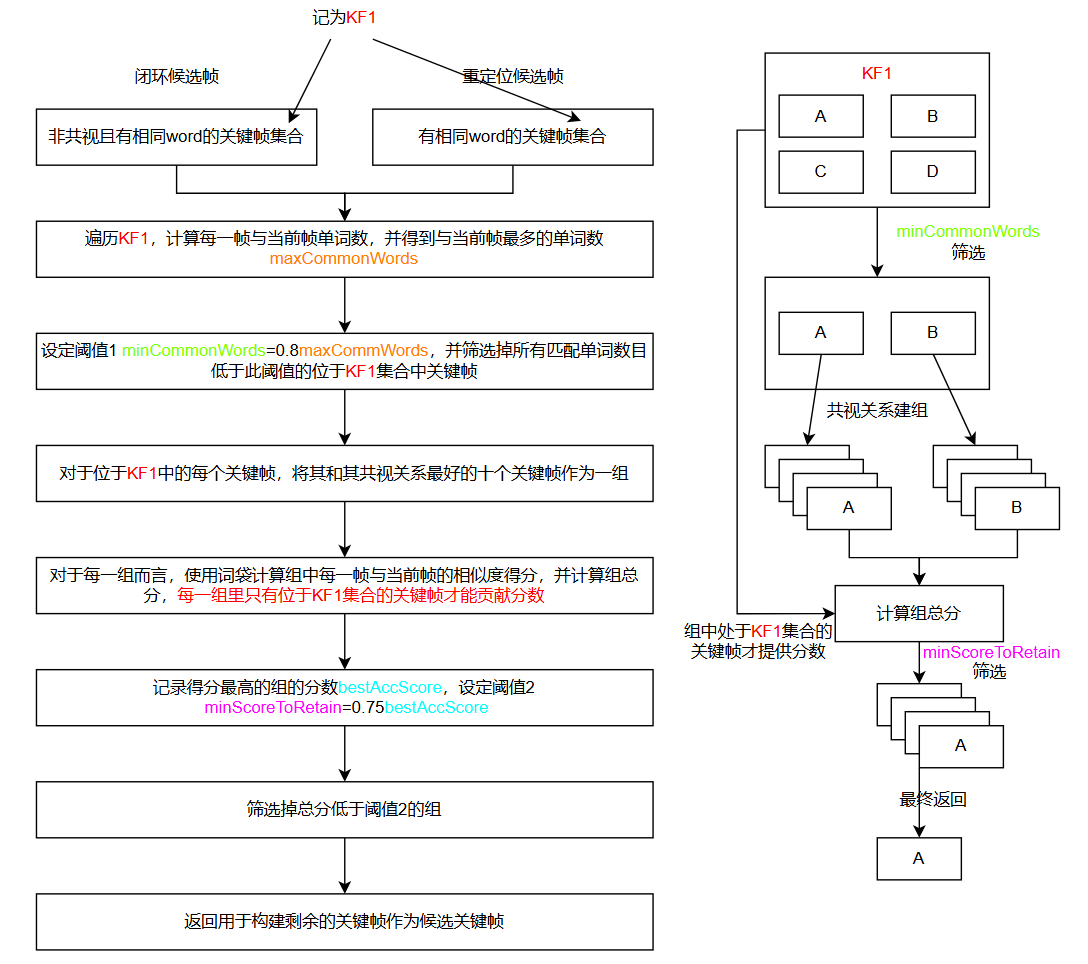 记为KF1
闭环候选帧
重定位候选帧
非共视且有相同word的关键帧集合
有相同word的关键帧集合
遍历KF1，计算每一帧与当前帧单词数，并得到与当前帧最多的单词数
maxCommonWords
设定阈值1 minCommonWords=0.8maxCommWords，并筛选掉所有匹配单词数目
低于此阈值的位于KF1集合中关键帧
对于位于KF1中的每个关键帧，将其和其共视关系最好的十个关键帧作为一组
对于每一组而言，使用词袋计算组中每一帧与当前帧的相似度得分，并计算组总
分，每一组里只有位于KF1集合的关键帧才能贡献分数
记录得分最高的组的分数bestAccScore，设定阈值2
minScoreToRetain=0.75bestAccScore
筛选掉总分低于阈值2的组
返回用于构建剩余的关键帧作为候选关键帧
KF1
A
B
C
D
minCommonWords
筛选
A
B
共视关系建组
A
B
计算组总分
组中处于KF1集合的
关键帧才提供分数
minScoreToRetain
筛选
A
最终返回
A